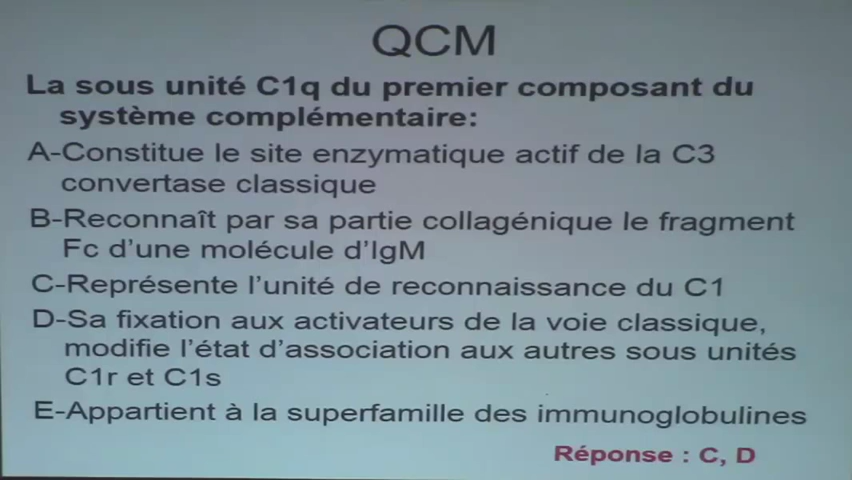 QCM
La sous unité C1q du premier composant du
système complémentaire:
A-Constitue le site enzymatique actif de la C3
convertase classique
B-Reconnaît par sa partie collagénique le fragment
Fc d'une molécule d'IgM
C-Représente l'unité de reconnaissance du C1
D-Sa fixation aux activateurs de la voie classique,
modifie l'état d'association aux autres sous unités
C1r et C1s
E-Appartient à la superfamille des immunoglobulines
Réponse : C, D